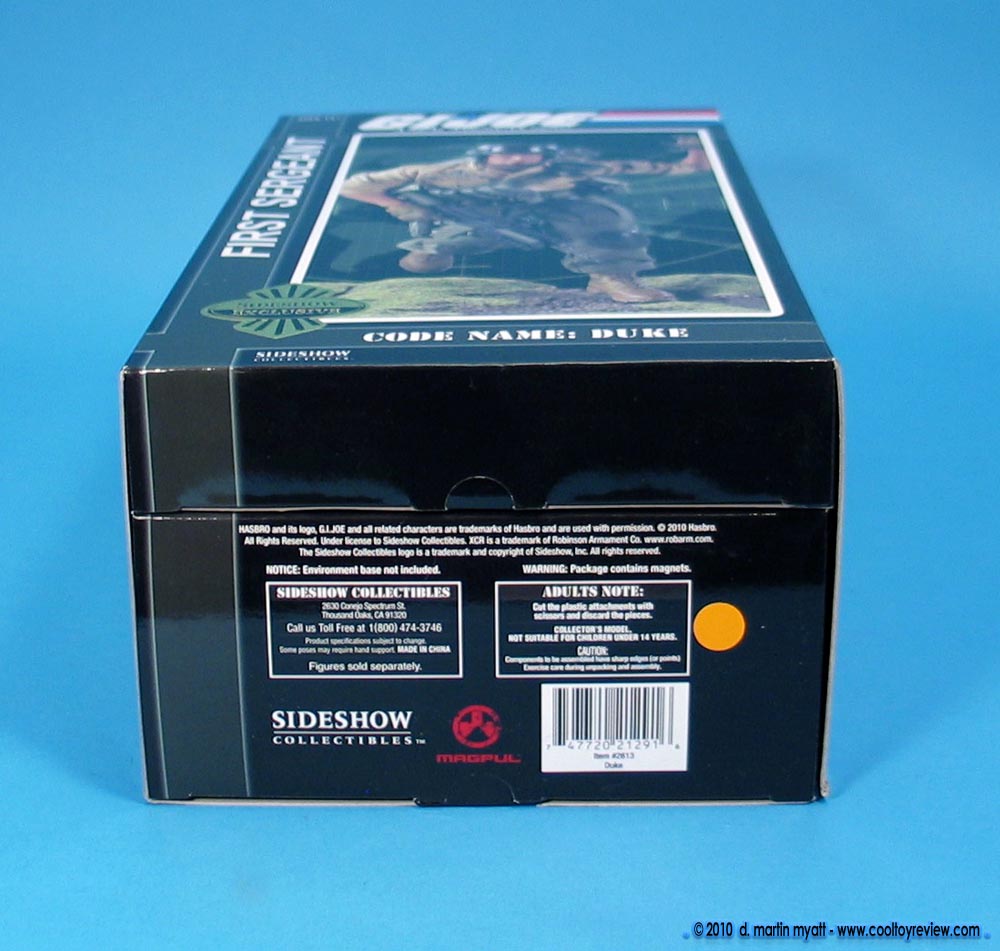 G.I.JOE
FIRST SERGEANT
SIDESHOW
EXCLUSIVE
CODE NAME: DUKE
SIDESHOW
COLLECTIBLES
HASBRO and its logo, G.I.JOE and all related characters are trademarks of Hasbro and are used with permission. © 2010 Hasbro.
All Rights Reserved. Under license to Sideshow Collectibles. XCR is a trademark of Robinson Armament Co. www.robarm.com.
The Sideshow Collectibles logo is a trademark and copyright of Sideshow, Inc. All rights reserved.
NOTICE: Environment base not included.
WARNING: Package contains magnets.
SIDESHOW COLLECTIBLES
2630 Conejo Spectrum St.
Thousand Oaks, CA 91320
Call us Toll Free at 1(800) 474-3746
Product specifications subject to change.
Some poses may require hand support. MADE IN CHINA
Figures sold separately.
ADULTS NOTE:
Cut the plastic attachments with
scissors and discard the pieces.
COLLECTOR'S MODEL.
NOT SUITABLE FOR CHILDREN UNDER 14 YEARS.
CAUTION:
Components to be assembled have sharp edges (or points)
Exercise care during unpacking and assembly.
SIDESHOW
COLLECTIBLES™
MAGPUL
7 47720 21291 6
Item #2813
Duke
© 2010 d. martin myatt - www.cooltoyreview.com